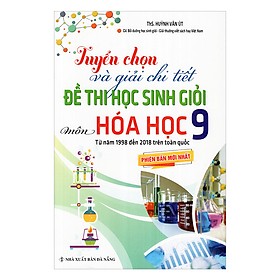 ThS. HUỲNH VĂN ÚT
Tuyển chọn
và giải chi tiết
ĐỀ THI HỌC SINH GIỎI
môn HÓA HỌC 9
Từ năm 1998 đến 2018 trên toàn quốc
PHIÊN BẢN MỚI NHẤT
NHÀ XUẤT BẢN ĐÀ NẴNG